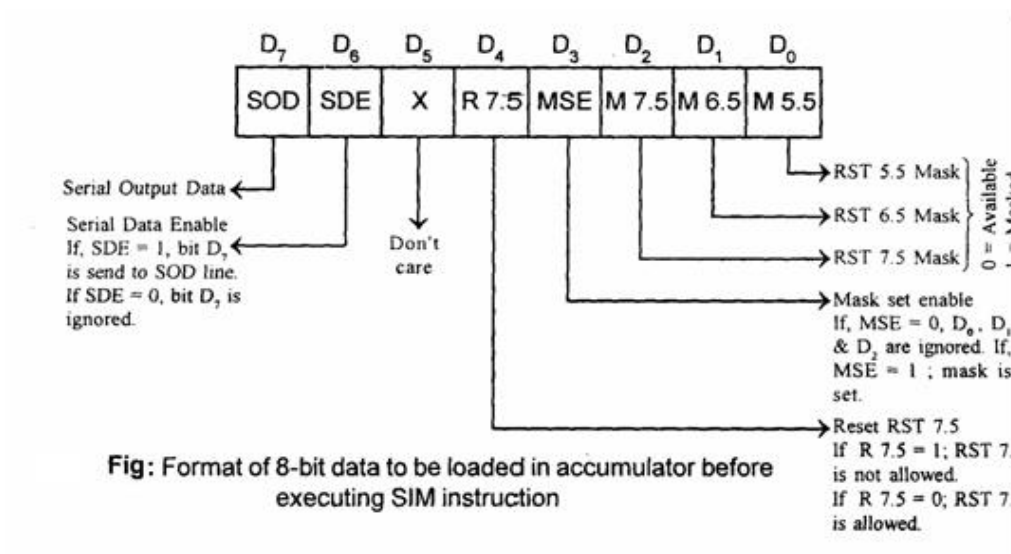 D7 D6 D5 D4 D3 D2 D1 D0
SOD SDE X R 7.5 MSE M 7.5 M 6.5 M 5.5
Serial Output Data
Serial Data Enable
If, SDE = 1, bit D7
is send to SOD line.
If SDE = 0, bit D7 is
ignored.
Don't
care
RST 5.5 Mask
RST 6.5 Mask
RST 7.5 Mask
0 = Available
Mask set enable
If, MSE = 0, D0, D1
& D2 are ignored. If,
MSE = 1 ; mask is
set.
Reset RST 7.5
If R 7.5 = 1; RST 7.
is not allowed.
If R 7.5 = 0; RST 7.
is allowed.
Fig: Format of 8-bit data to be loaded in accumulator before
executing SIM instruction